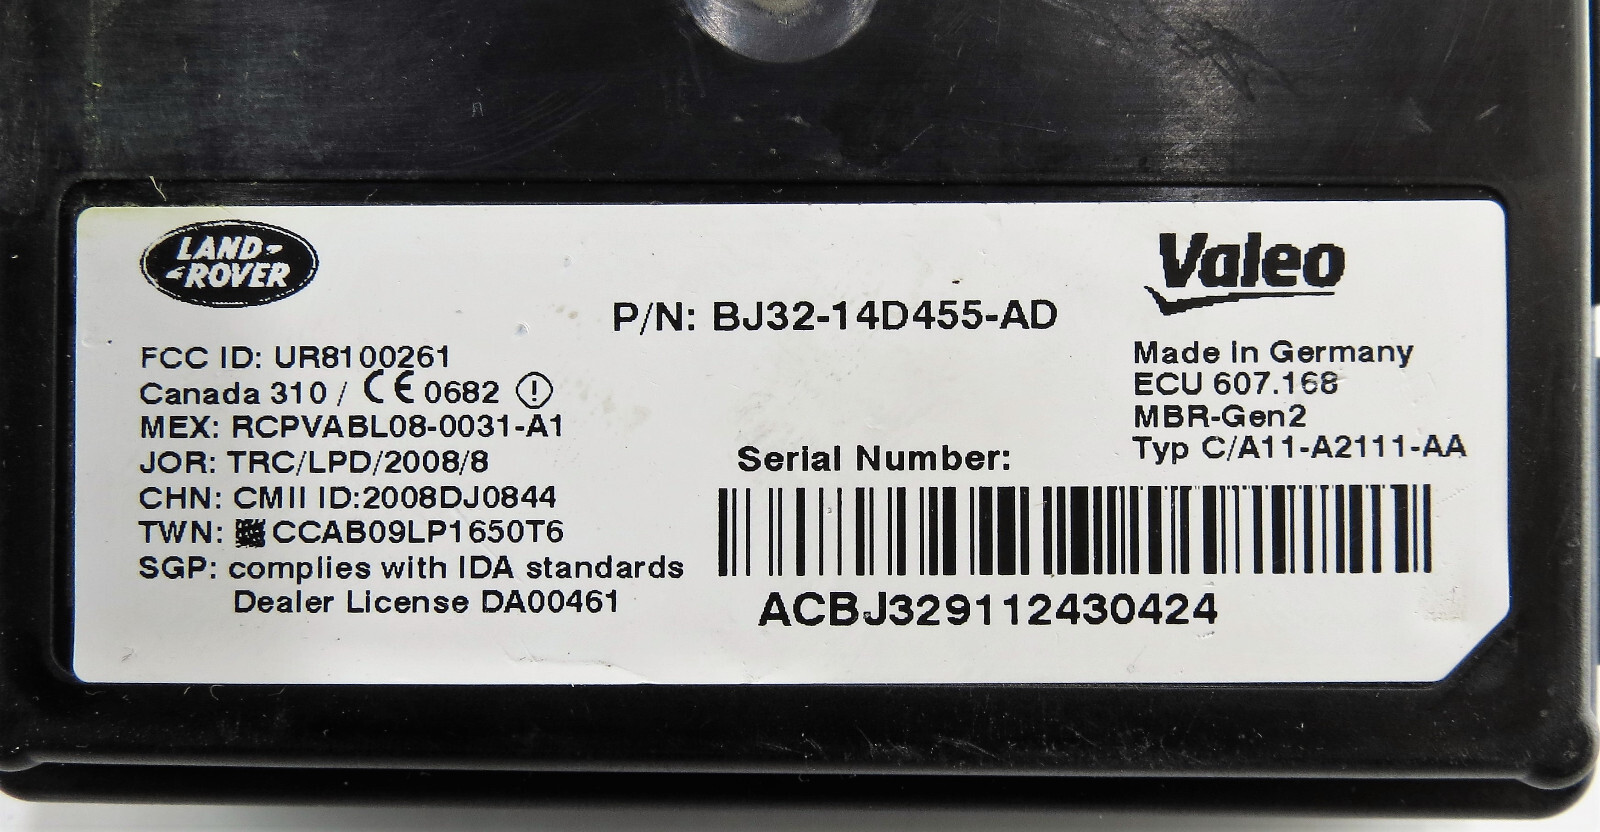 LAND-
-ROVER
Valeo
P/N: BJ32-14D455-AD
FCC ID: UR8100261
Canada 310 / CE 0682
MEX: RCPVABL08-0031-A1
JOR: TRC/LPD/2008/8
CHN: CMII ID:2008DJ0844
TWN: CCAB09LP1650T6
SGP: complies with IDA standards
Dealer License DA00461
Made in Germany
ECU 607.168
MBR-Gen2
Typ C/A11-A2111-AA
Serial Number:
ACBJ329112430424